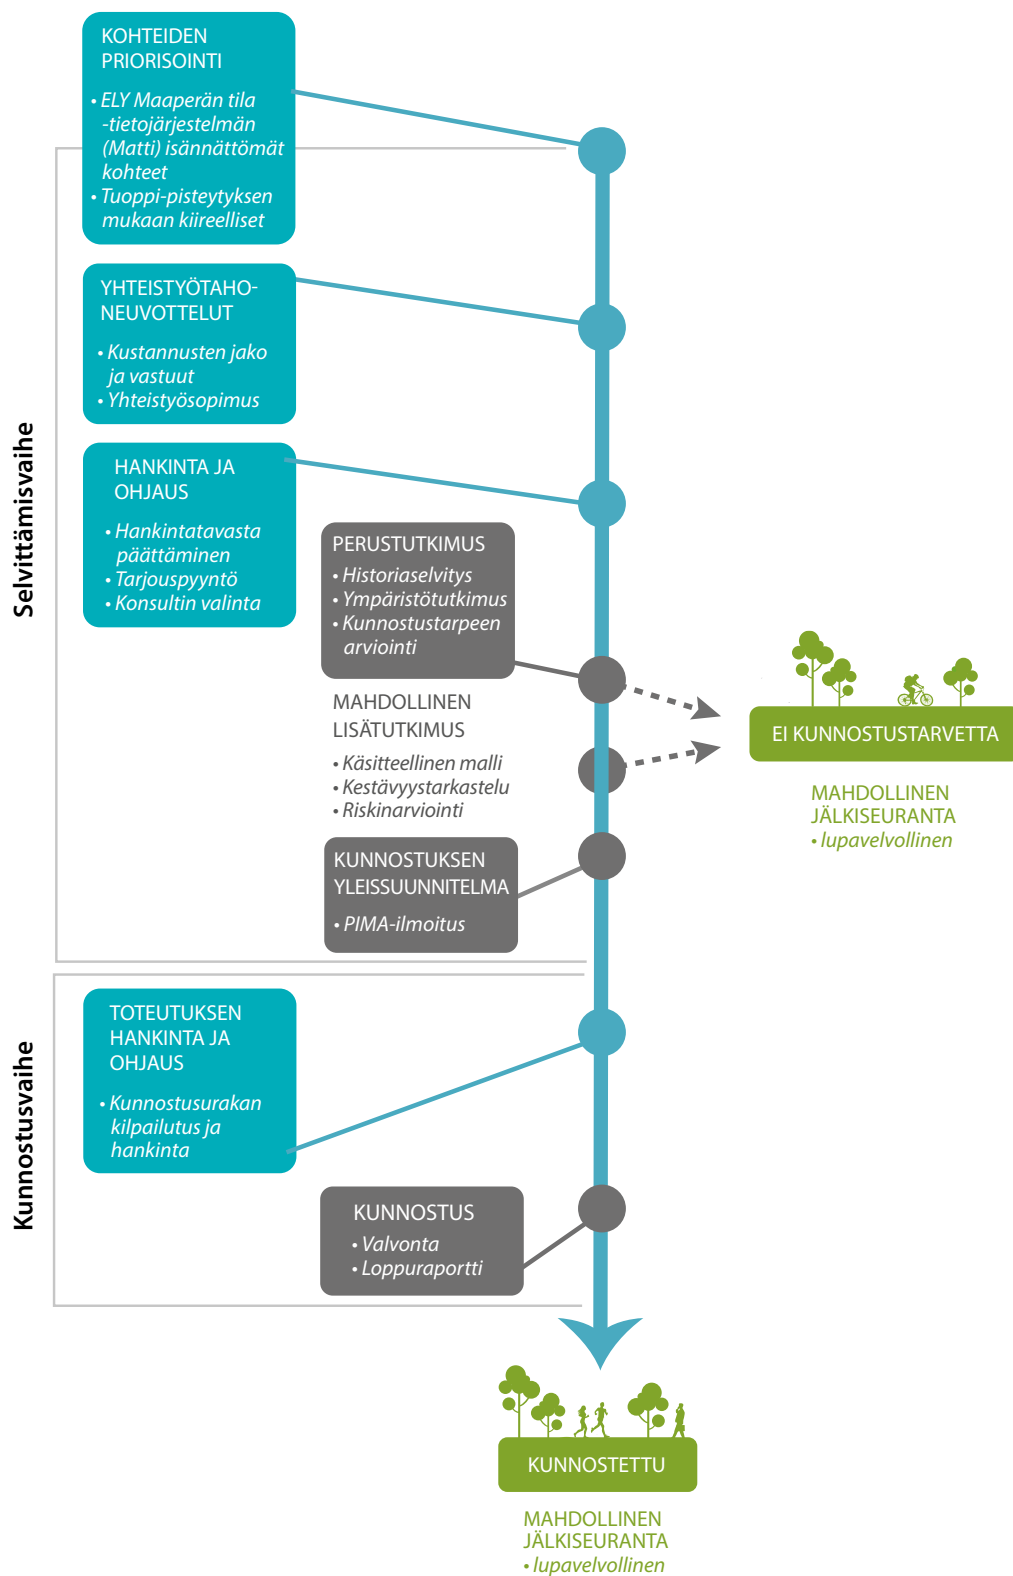 KOHTEIDEN
PRIORISOINTI
• ELY Maaperän tila
-tietojärjestelmän
(Matti) isännättömät
kohteet
• Tuoppi-pisteytyksen
mukaan kiireelliset
YHTEISTYÖTAHO-
NEUVOTTELUT
• Kustannusten jako
ja vastuut
• Yhteistyösopimus
Selvittämisvaihe
HANKINTA JA
OHJAUS
• Hankintatavasta
päättäminen
• Tarjouspyyntö
• Konsultin valinta
PERUSTUTKIMUS
• Historiaselvitys
• Ympäristötutkimus
• Kunnostustarpeen
arviointi
MAHDOLLINEN
LISÄTUTKIMUS
• Käsitteellinen malli
• Kestävyystarkastelu
• Riskinarviointi
EI KUNNOSTUSTARVETTA
MAHDOLLINEN
JÄLKISEURANTA
• lupavelvollinen
KUNNOSTUKSEN
YLEISSUUNNITELMA
• PIMA-ilmoitus
Kunnostusvaihe
TOTEUTUKSEN
HANKINTA JA
OHJAUS
• Kunnostusurakan
kilpailutus ja
hankinta
KUNNOSTUS
• Valvonta
• Loppuraportti
KUNNOSTETTU
MAHDOLLINEN
JÄLKISEURANTA
• lupavelvollinen